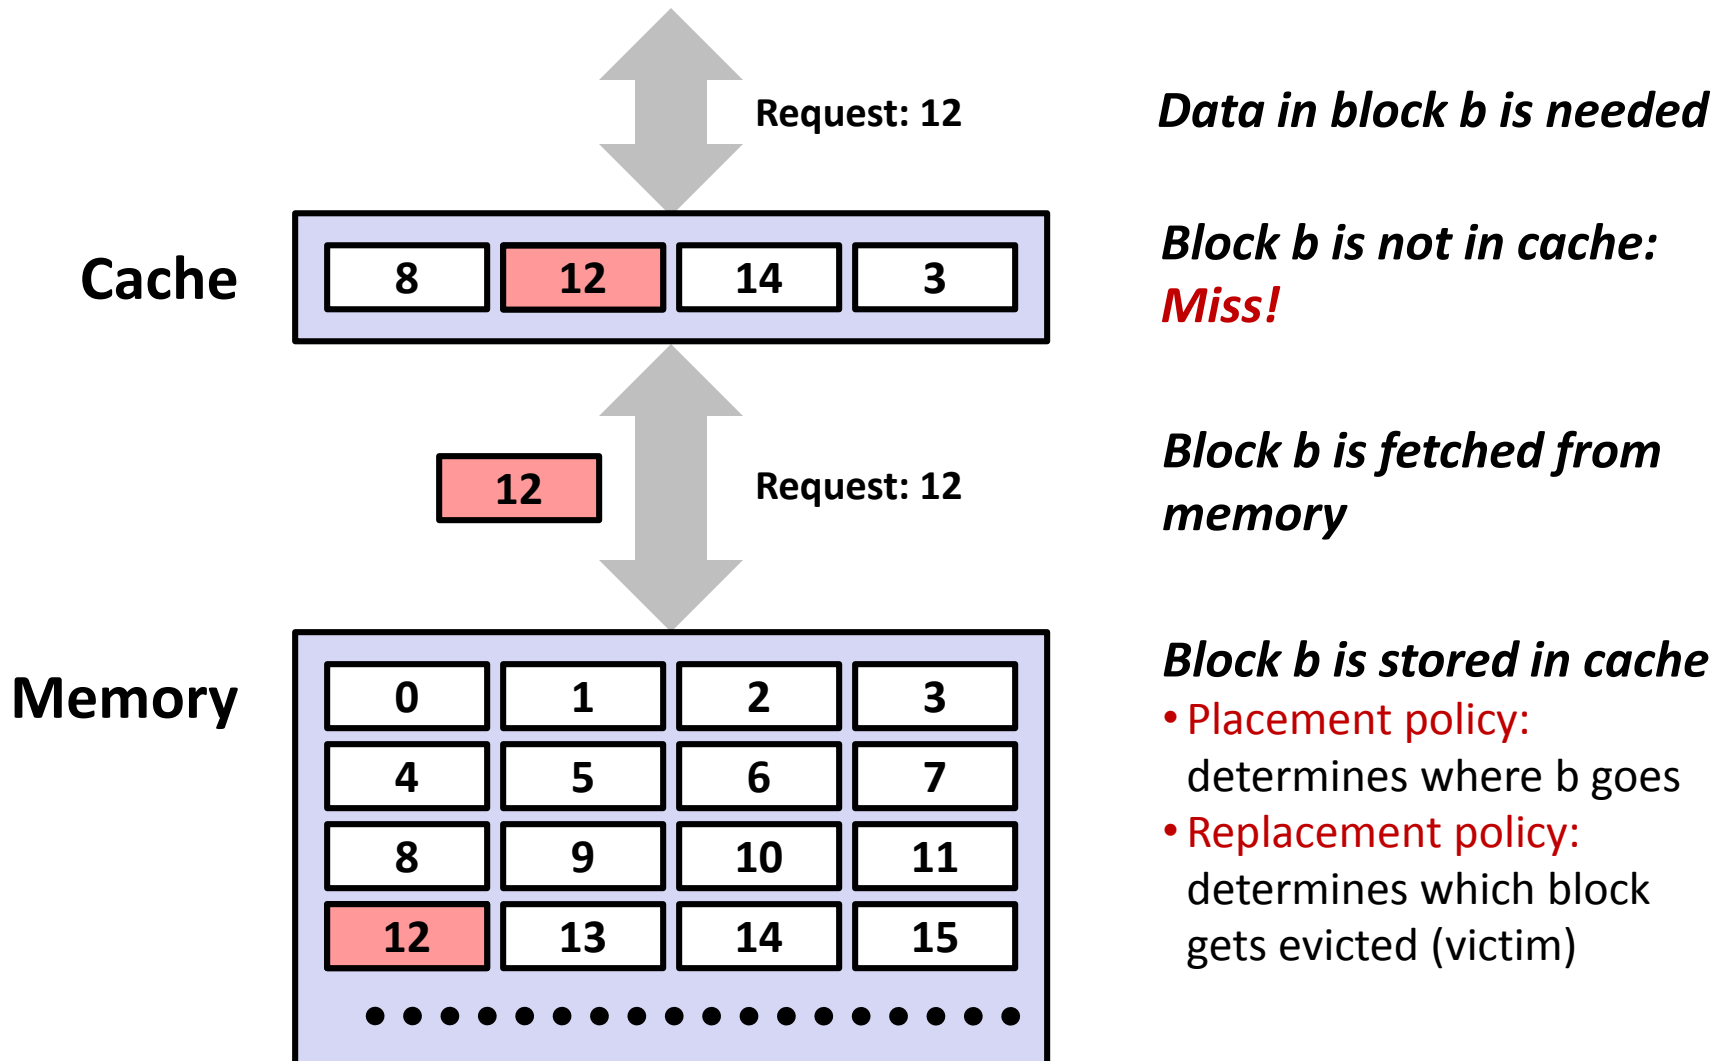 Request: 12
Data in block b is needed
Cache
8 12 14 3
Block b is not in cache:
Miss!
12
Request: 12
Block b is fetched from
memory
Memory
0 1 2 3
4 5 6 7
8 9 10 11
12 13 14 15
Block b is stored in cache
• Placement policy:
determines where b goes
• Replacement policy:
determines which block
gets evicted (victim)